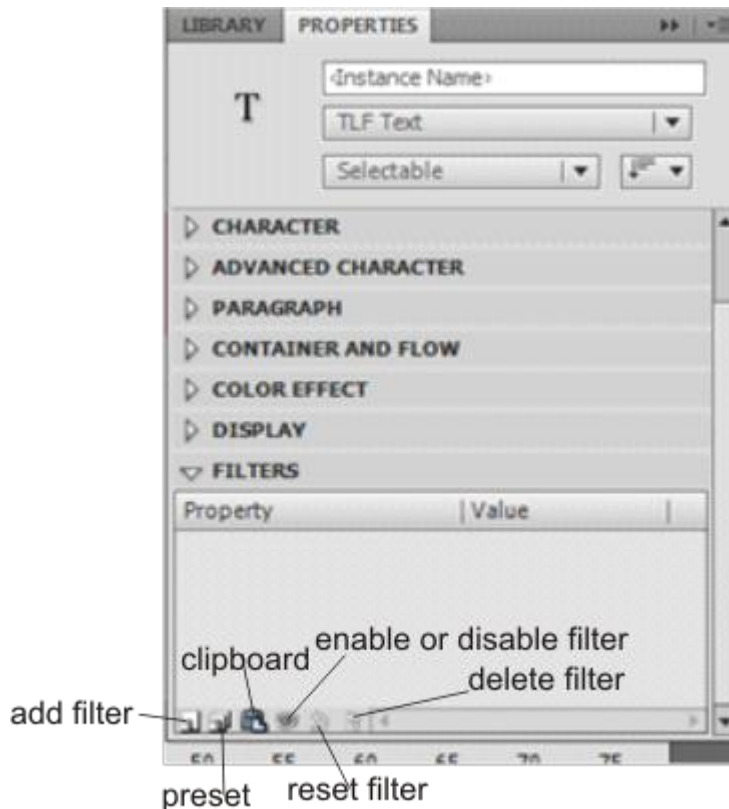 LIBRARY PROPERTIES
<Instance Name>
T
TLF Text
Selectable
CHARACTER
ADVANCED CHARACTER
PARAGRAPH
CONTAINER AND FLOW
COLOR EFFECT
DISPLAY
FILTERS
Property Value
enable or disable filter
clipboard
delete filter
add filter
50 55 60 65 70 75
preset reset filter